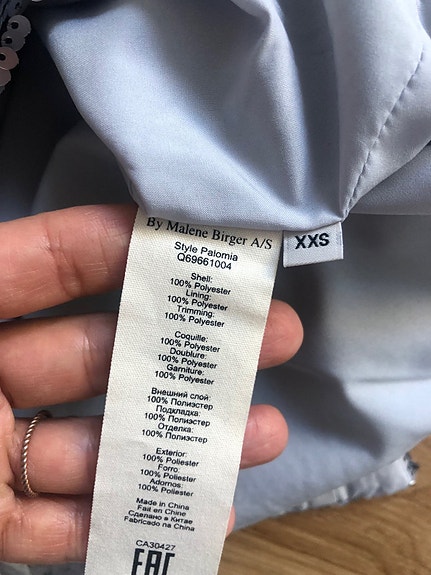 By Malene Birger A/S
XXS
Style Palomia
Q69661004
Shell:
100% Polyester
Lining:
100% Polyester
Trimming:
100% Polyester
Coquille:
100% Polyester
Doublure:
100% Polyester
Garniture:
100% Polyester
Внешний слой:
100% Полиэстер
Подкладка:
100% Полиэстер
Отделка:
100% Полиэстер
Exterior:
100% Poliester
Forro:
100% Poliester
Adornos:
100% Poliester
Made in China
Fait en Chine
Сделано в Китае
Fabricado na China
CA30427
EAC